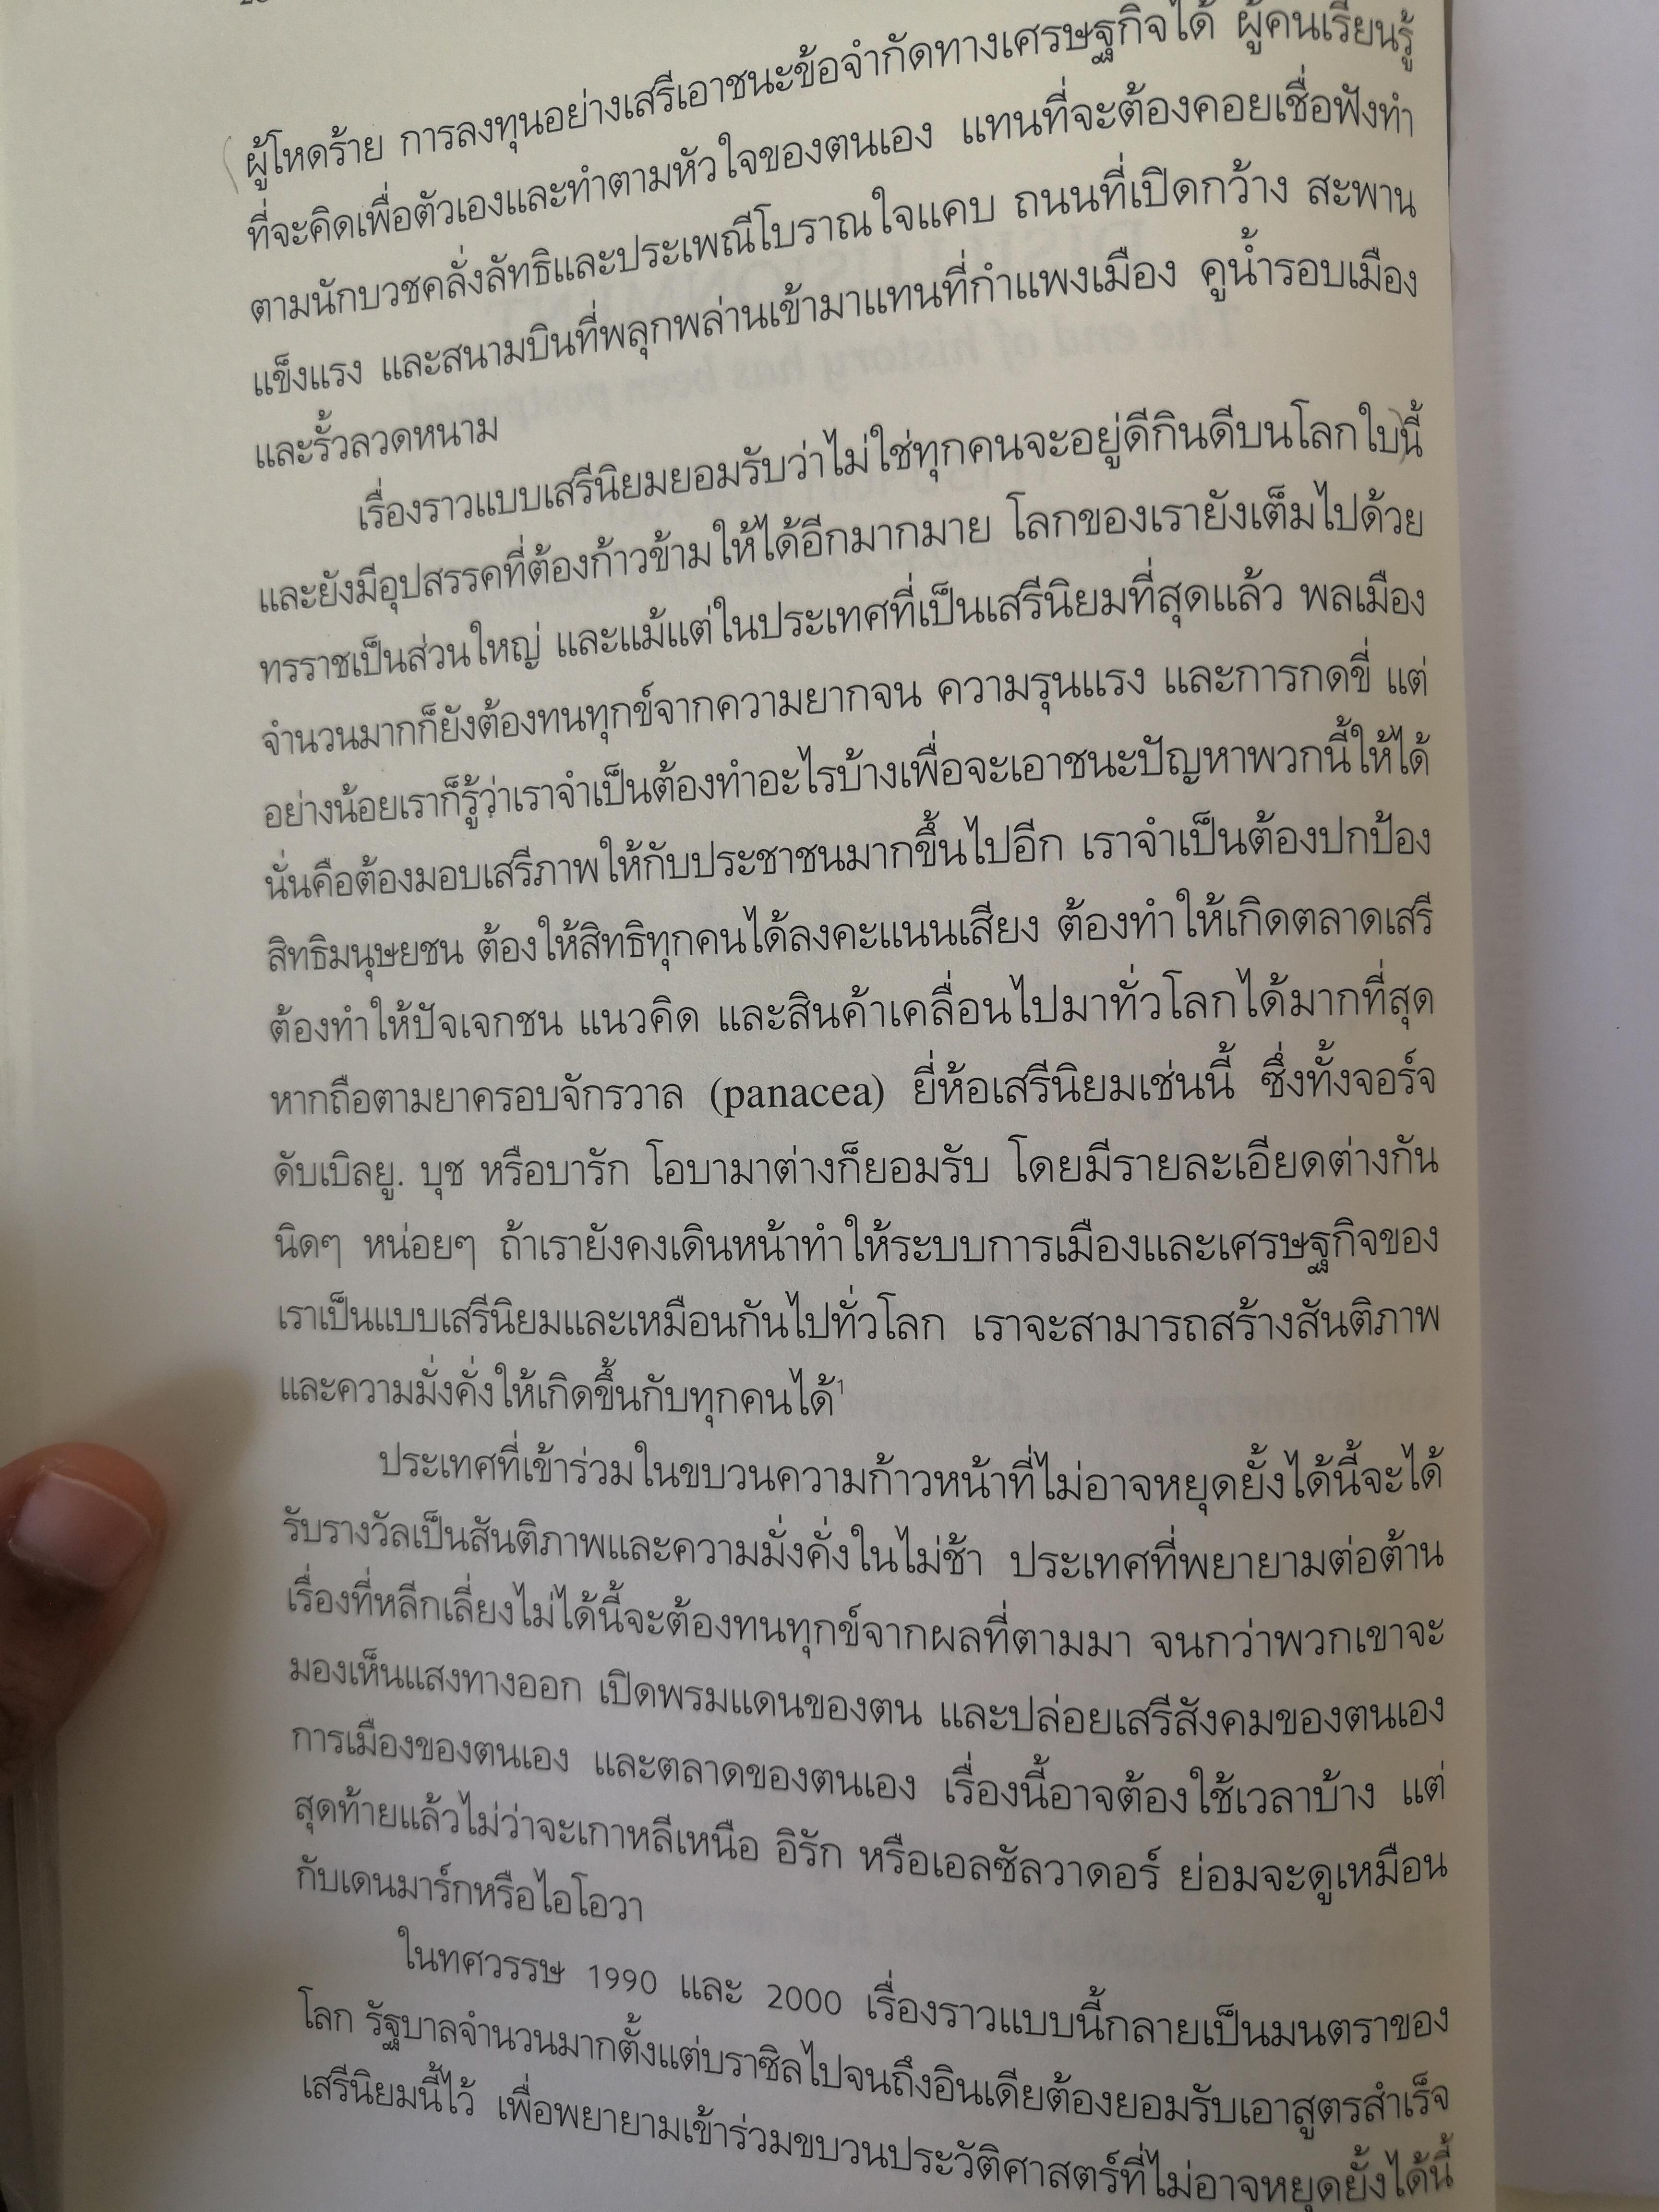 ผู้โหดร้าย การลงทุนอย่างเสรีเอาชนะข้อจำกัดทางเศรษฐกิจได้ ผู้คนเรียนรู้
ที่จะคิดเพื่อตัวเองและทำตามหัวใจของตนเอง แทนที่จะต้องคอยเชื่อฟังทำ
ตามนักบวชคลั่งลัทธิและประเพณีโบราณใจแคบ ถนนที่เปิดกว้าง สะพาน
แข็งแรง และสนามบินที่พลุกพล่านเข้ามาแทนที่กำแพงเมือง คูน้ำรอบเมือง
และรั้วลวดหนาม
เรื่องราวแบบเสรีนิยมยอมรับว่าไม่ใช่ทุกคนจะอยู่ดีกินดีบนโลกใบนี้
และยังมีอุปสรรคที่ต้องก้าวข้ามให้ได้อีกมากมาย โลกของเรายังเต็มไปด้วย
ทรราชเป็นส่วนใหญ่ และแม้แต่ในประเทศที่เป็นเสรีนิยมที่สุดแล้ว พลเมือง
จำนวนมากก็ยังต้องทนทุกข์จากความยากจน ความรุนแรง และการกดขี่ แต่
อย่างน้อยเราก็รู้ว่าเราจำเป็นต้องทำอะไรบ้างเพื่อจะเอาชนะปัญหาพวกนี้ให้ได้
นั่นคือต้องมอบเสรีภาพให้กับประชาชนมากขึ้นไปอีก เราจำเป็นต้องปกป้อง
สิทธิมนุษยชน ต้องให้สิทธิทุกคนได้ลงคะแนนเสียง ต้องทำให้เกิดตลาดเสรี
ต้องทำให้ปัจเจกชน แนวคิด และสินค้าเคลื่อนไปมาทั่วโลกได้มากที่สุด
หากถือตามยาครอบจักรวาล (panacea) ยี่ห้อเสรีนิยมเช่นนี้ ซึ่งทั้งจอร์จ
ดับเบิลยู. บุช หรือบารัก โอบามาต่างก็ยอมรับ โดยมีรายละเอียดต่างกัน
นิดๆ หน่อยๆ ถ้าเรายังคงเดินหน้าทำให้ระบบการเมืองและเศรษฐกิจของ
เราเป็นแบบเสรีนิยมและเหมือนกันไปทั่วโลก เราจะสามารถสร้างสันติภาพ
และความมั่งคั่งให้เกิดขึ้นกับทุกคนได้¹
ประเทศที่เข้าร่วมในขบวนความก้าวหน้าที่ไม่อาจหยุดยั้งได้นี้จะได้
รับรางวัลเป็นสันติภาพและความมั่งคั่งในไม่ช้า ประเทศที่พยายามต่อต้าน
เรื่องที่หลีกเลี่ยงไม่ได้นี้จะต้องทนทุกข์จากผลที่ตามมา จนกว่าพวกเขาจะ
มองเห็นแสงทางออก เปิดพรมแดนของตน และปล่อยเสรีสังคมของตนเอง
การเมืองของตนเอง และตลาดของตนเอง เรื่องนี้อาจต้องใช้เวลาบ้าง แต่
สุดท้ายแล้วไม่ว่าจะเกาหลีเหนือ อิรัก หรือเอลซัลวาดอร์ ย่อมจะดูเหมือน
กับเดนมาร์กหรือไอโอวา
ในทศวรรษ 1990 และ 2000 เรื่องราวแบบนี้กลายเป็นมนตราของ
โลก รัฐบาลจำนวนมากตั้งแต่บราซิลไปจนถึงอินเดียต้องยอมรับเอาสูตรสำเร็จ
เสรีนิยมนี้ไว้ เพื่อพยายามเข้าร่วมขบวนประวัติศาสตร์ที่ไม่อาจหยุดยั้งได้นี้